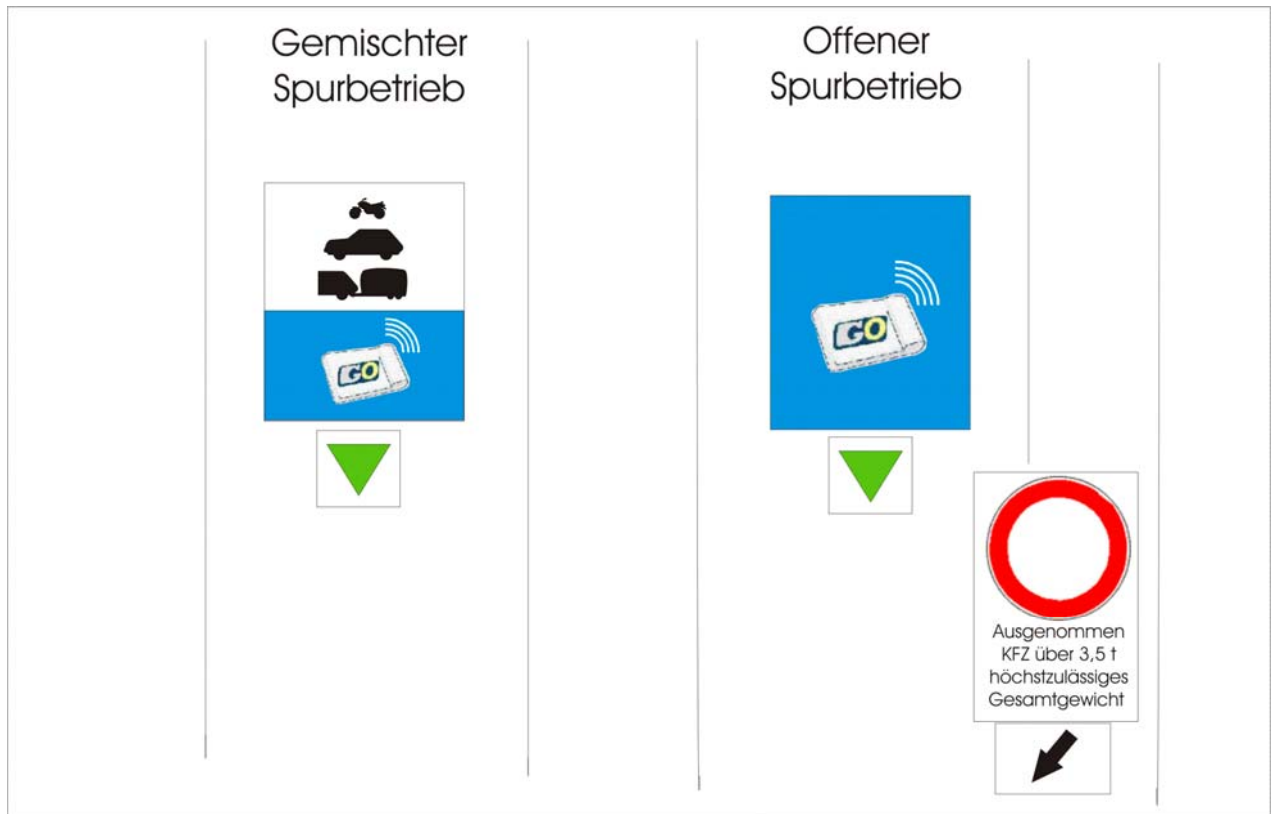 Gemischter
Spurbetrieb
GO
Offener
Spurbetrieb
GO
Ausgenommen
KFZ über 3,5 t
höchstzulässiges
Gesamtgewicht